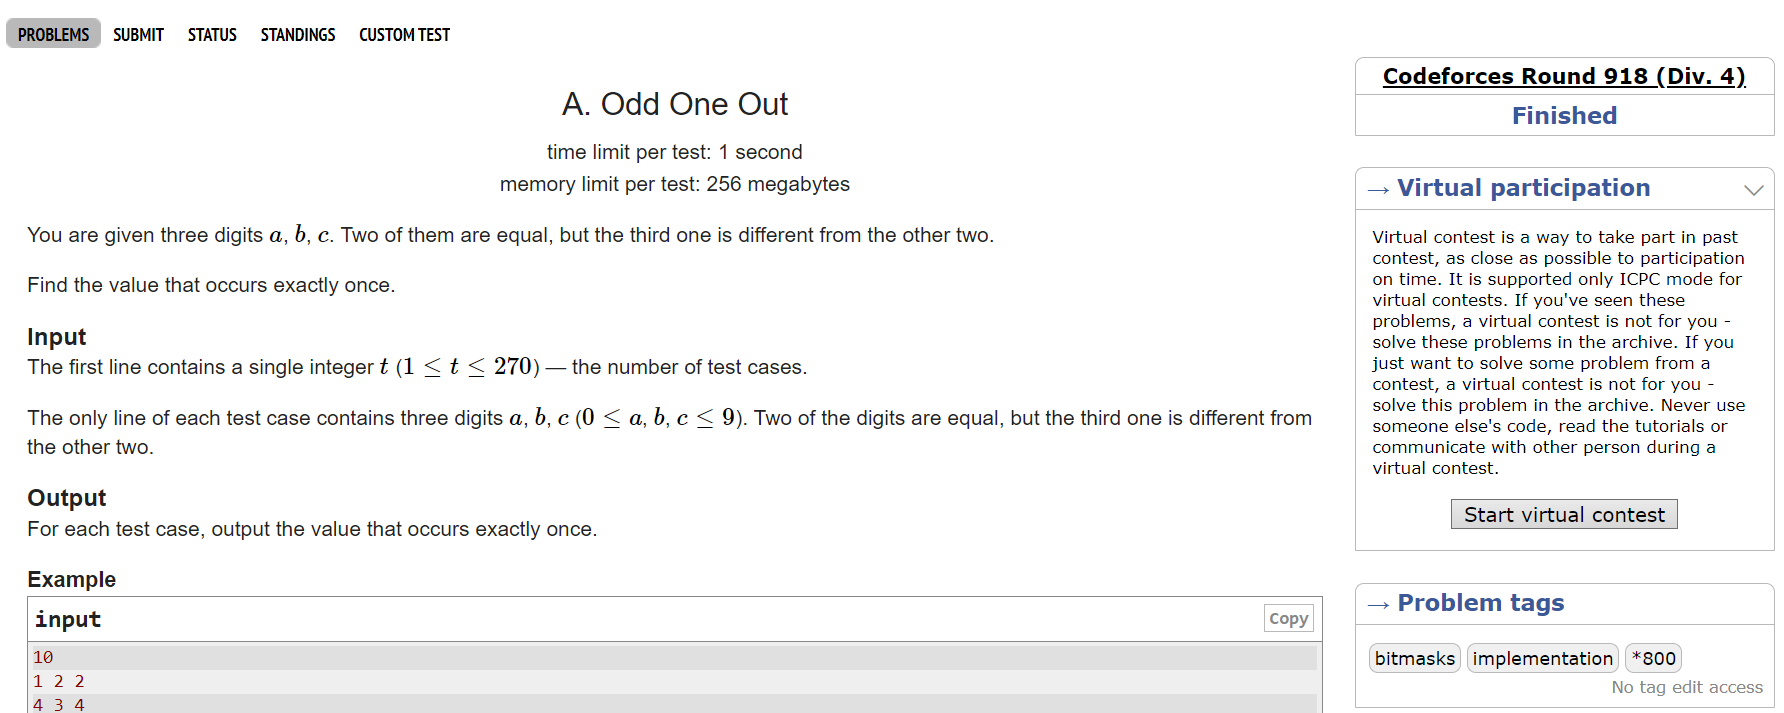 PROBLEMS SUBMIT STATUS STANDINGS CUSTOM TEST
A. Odd One Out
time limit per test: 1 second
memory limit per test: 256 megabytes
You are given three digits a, b, c. Two of them are equal, but the third one is different from the other two.
Find the value that occurs exactly once.
Input
The first line contains a single integer t (1 ≤ t ≤ 270) — the number of test cases.
The only line of each test case contains three digits a, b, c (0 ≤ a, b, c ≤ 9). Two of the digits are equal, but the third one is different from
the other two.
Output
For each test case, output the value that occurs exactly once.
Example
input
Copy
10
1 2 2
4 3 4
Codeforces Round 918 (Div. 4)
Finished
→ Virtual participation
Virtual contest is a way to take part in past
contest, as close as possible to participation
on time. It is supported only ICPC mode for
virtual contests. If you've seen these
problems, a virtual contest is not for you -
solve these problems in the archive. If you
just want to solve some problem from a
contest, a virtual contest is not for you -
solve this problem in the archive. Never use
someone else's code, read the tutorials or
communicate with other person during a
virtual contest.
Start virtual contest
→ Problem tags
bitmasks implementation *800
No tag edit access